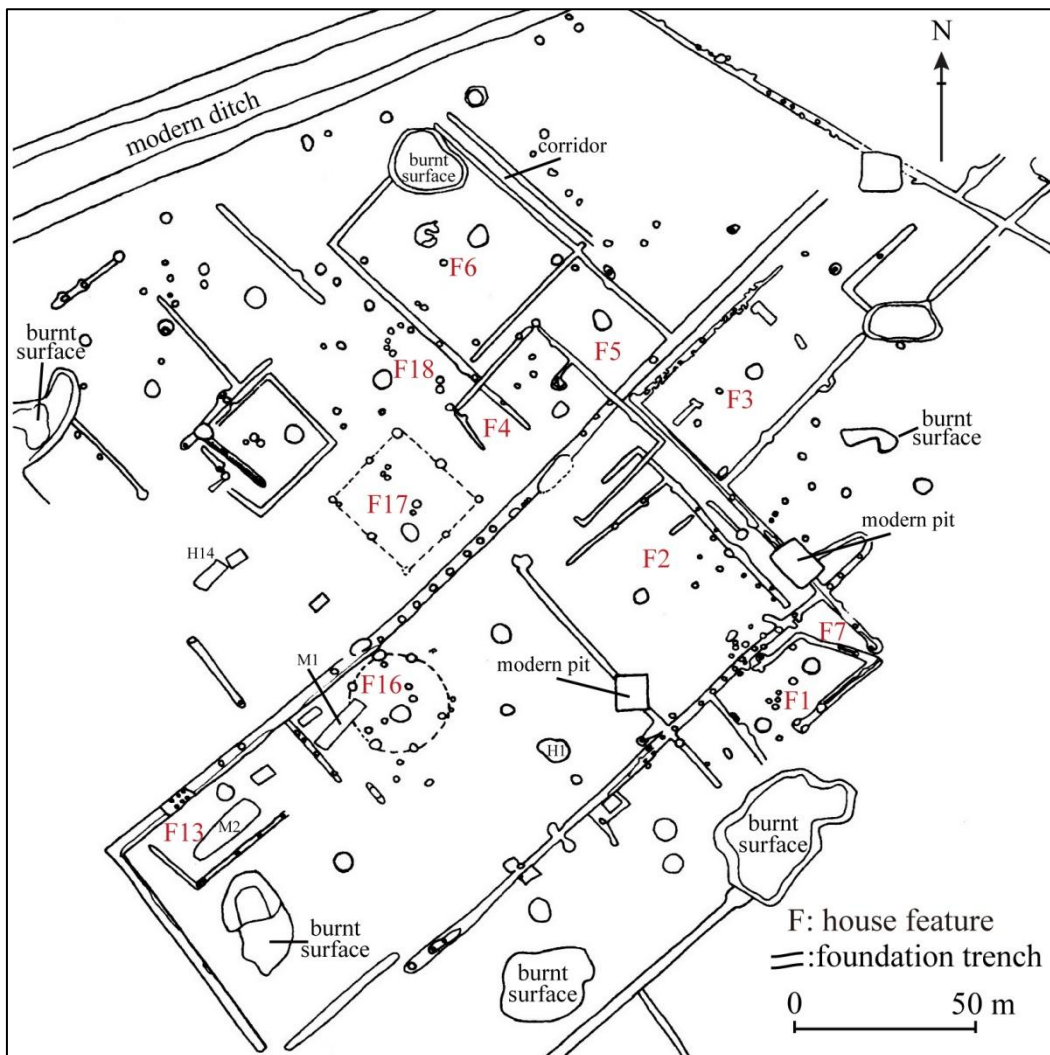 N
modern ditch
burnt
surface
corridor
F6
F5
F3
burnt
surface
F18
F4
burnt
surface
F17
modern pit
F2
H14
F7
M1
F16
modern pit
F1
H1
F13
M2
burnt
surface
burnt
surface
burnt
surface
F: house feature
:foundation trench
0 50 m